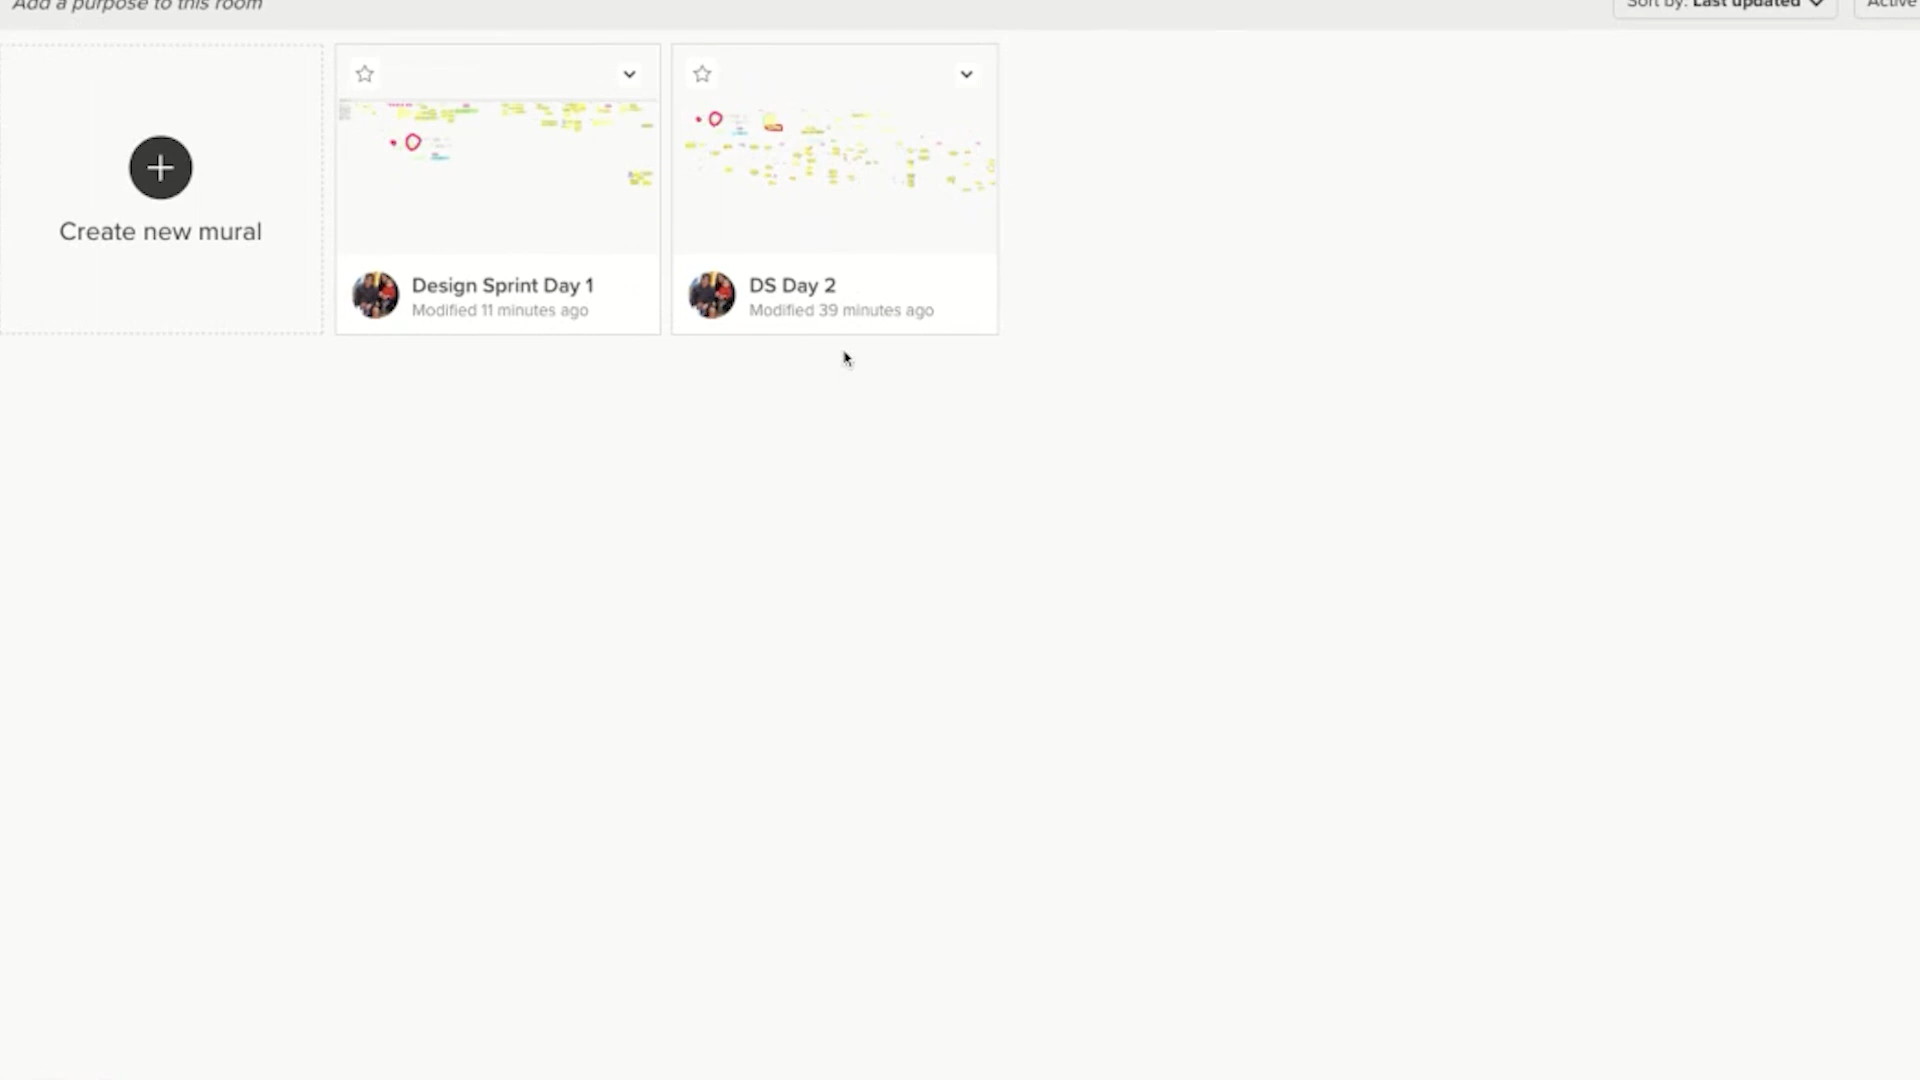 Add a purpose to this room
Sort by: Last updated
Active
Create new mural
Design Sprint Day 1
Modified 11 minutes ago
DS Day 2
Modified 39 minutes ago